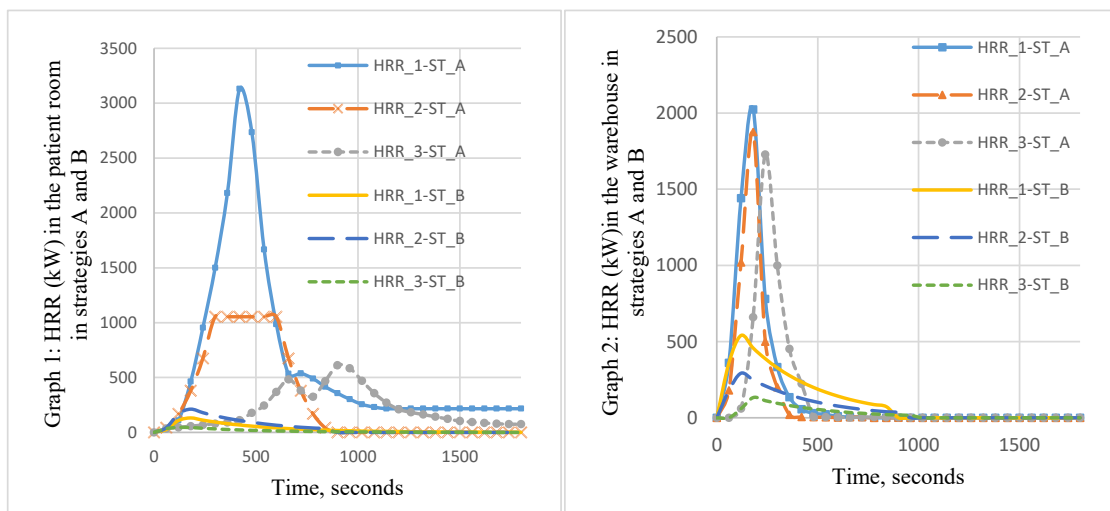 Graph 1: HRR (kW) in the patient room
in strategies A and B
3500
3000
2500
2000
1500
1000
500
0
HRR_1-ST_A
HRR_2-ST_A
HRR_3-ST_A
HRR_1-ST_B
HRR_2-ST_B
HRR_3-ST_B
0
500
1000
1500
Time, seconds
Graph 2: HRR (kW)in the warehouse in
strategies A and B
2500
2000
1500
1000
500
0
HRR_1-ST_A
HRR_2-ST_A
HRR_3-ST_A
HRR_1-ST_B
HRR_2-ST_B
HRR_3-ST_B
0
500
1000
1500
Time, seconds